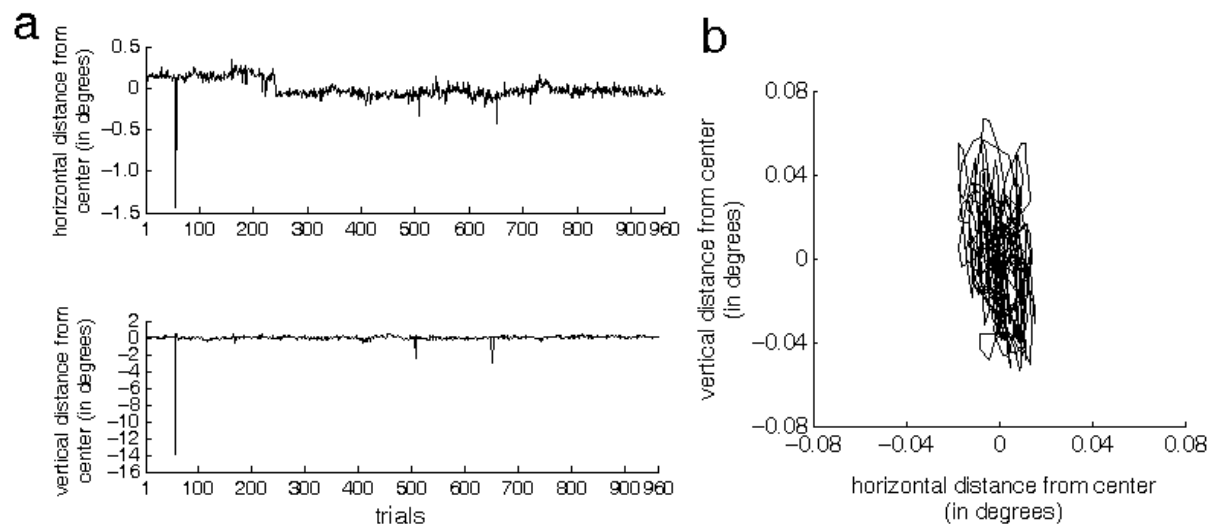 a
horizontal distance from
center (in degrees)
0.5
0
−0.5
−1.0
−1.5
1 100 200 300 400 500 600 700 800 900 960
vertical distance from
center (in degrees)
2
0
−2
−4
−6
−8
−10
−12
−14
−16
1 100 200 300 400 500 600 700 800 900 960
trials
b
vertical distance from center
(in degrees)
0.08
0.04
0
−0.04
−0.08
−0.08 −0.04 0 0.04 0.08
horizontal distance from center
(in degrees)